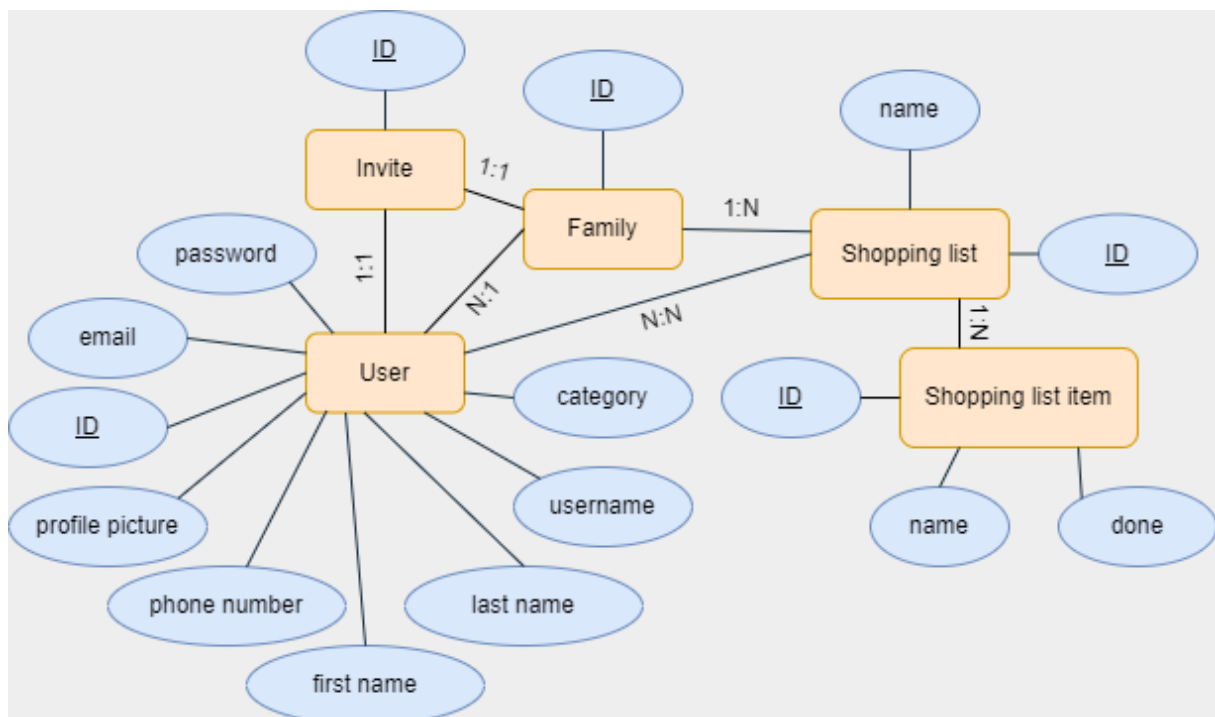 ID
ID
name
Invite
1:1
Family
1:N
Shopping list
ID
password
1:1
N:1
N:N
1:N
email
User
category
ID
Shopping list item
ID
username
name
done
profile picture
phone number
last name
first name